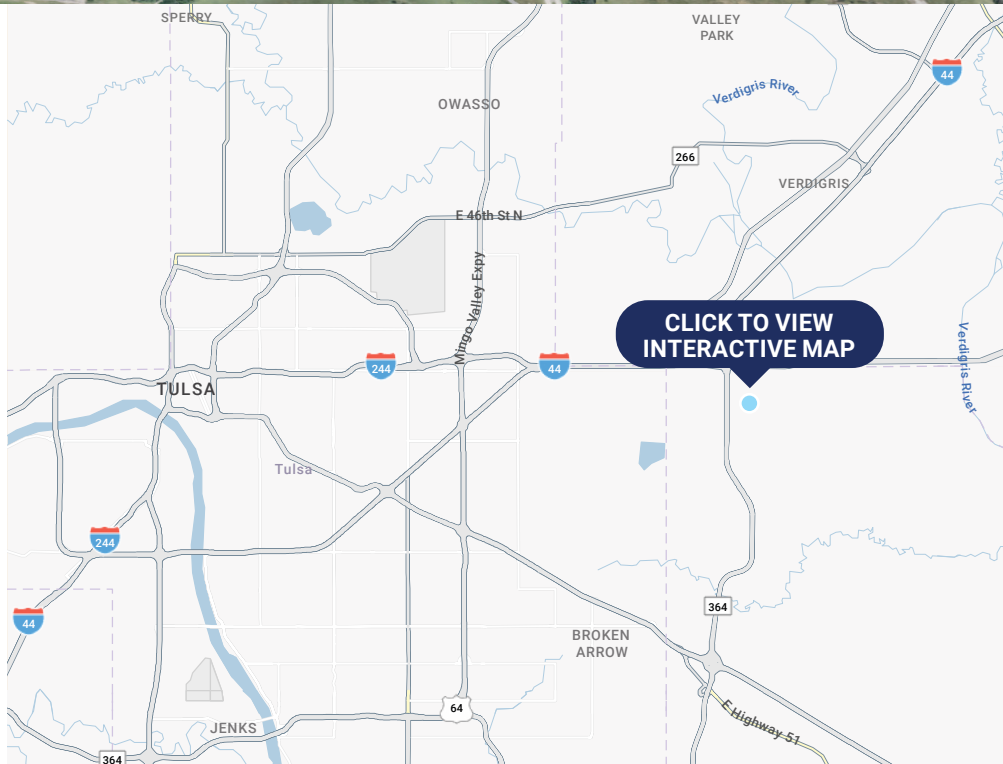 SPERRY
VALLEY
PARK
44
Verdigris River
OWASSO
266
VERDIGRIS
E 46th St N
Mingo Valley Expy
CLICK TO VIEW
INTERACTIVE MAP
Verdigris River
244
44
TULSA
Tulsa
244
364
44
BROKEN
ARROW
64
E Highway 51
JENKS
364